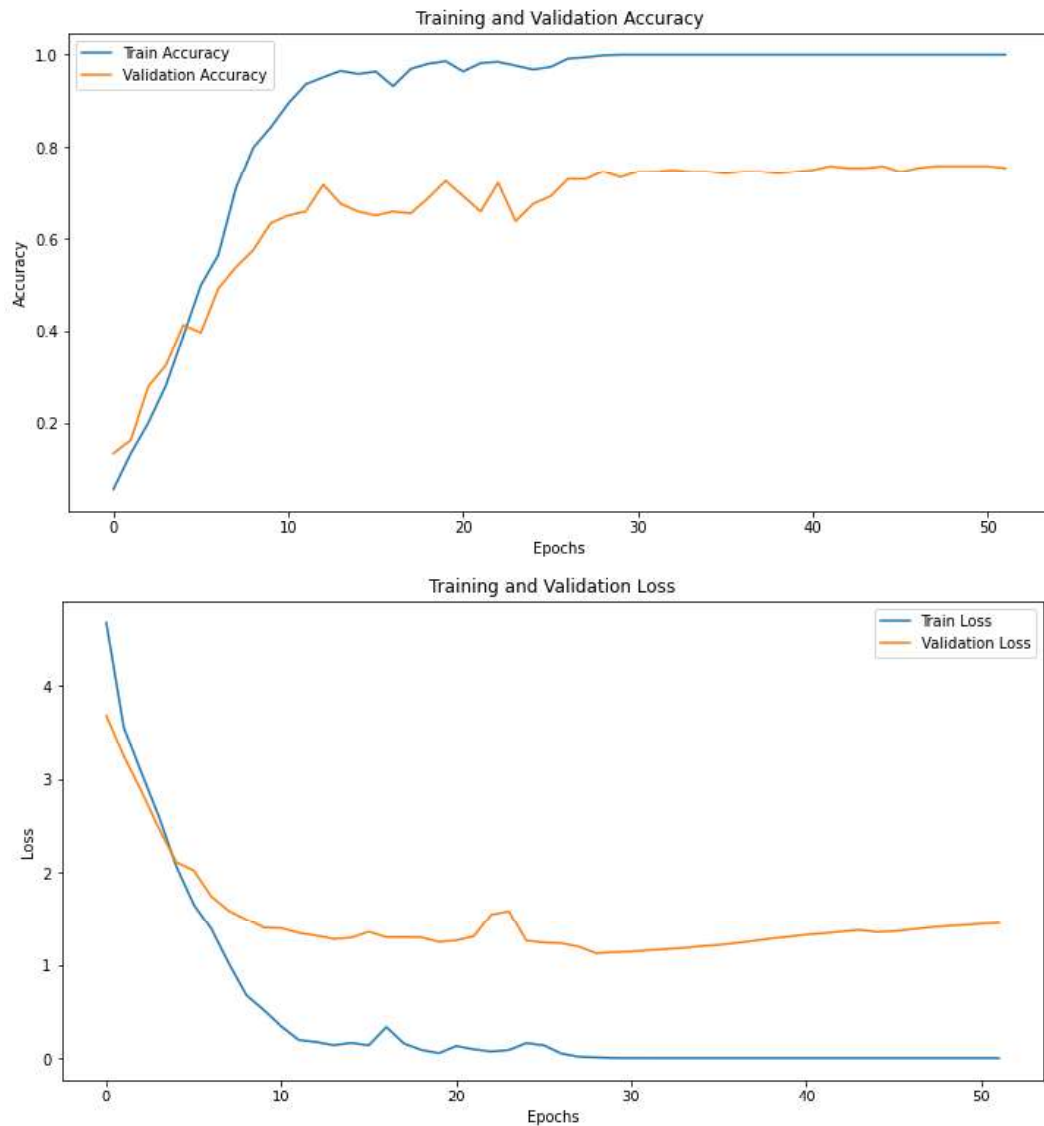 Training and Validation Accuracy
Train Accuracy
Validation Accuracy
1.0
0.8
0.6
0.4
0.2
Accuracy
0 10 20 30 40 50
Epochs
Training and Validation Loss
Train Loss
Validation Loss
4
3
2
1
0
Loss
0 10 20 30 40 50
Epochs